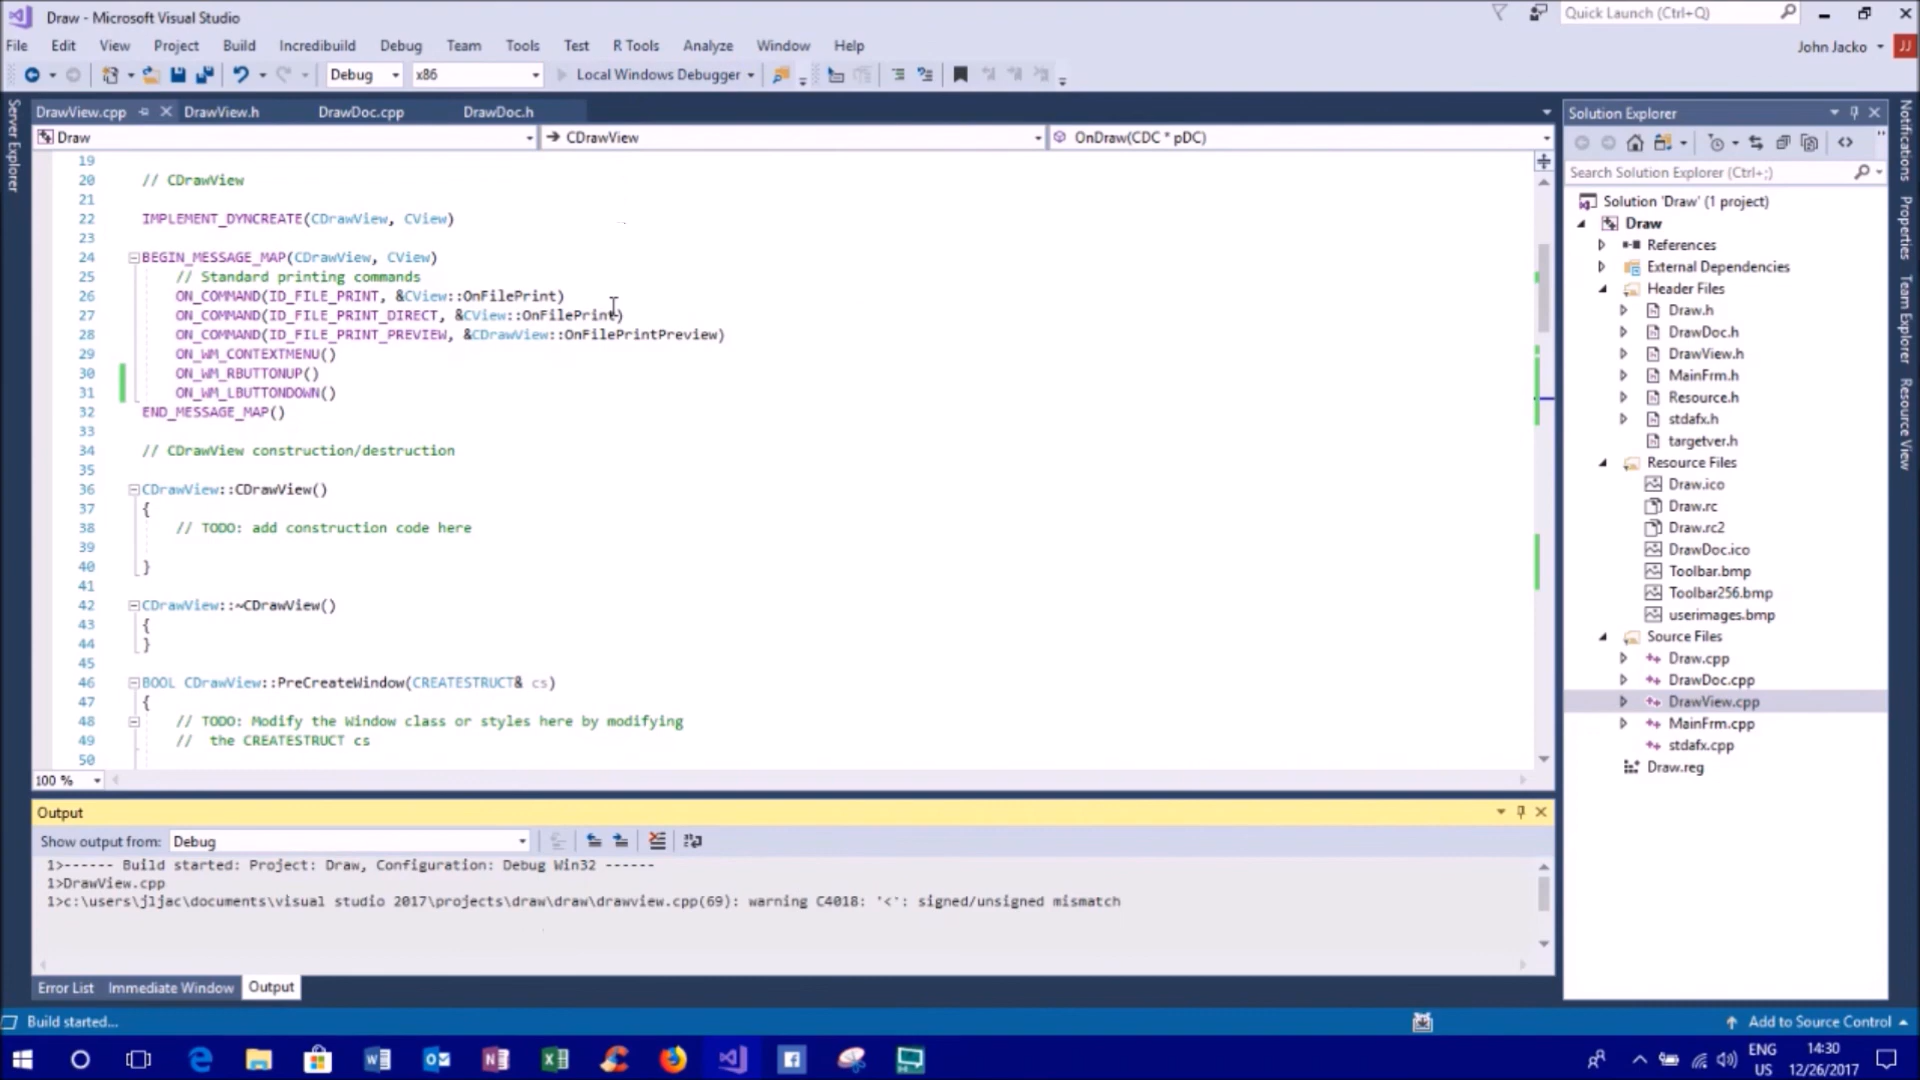 Draw - Microsoft Visual Studio
Quick Launch (Ctrl+Q)
File Edit View Project Build Incredibuild Debug Team Tools Test R Tools Analyze Window Help
John Jacko
JJ
Debug x86 Local Windows Debugger
DrawView.cpp DrawView.h DrawDoc.cpp DrawDoc.h
Draw CDrawView OnDraw(CDC * pDC)
19
20 // CDrawView
21
22 IMPLEMENT_DYNCREATE(CDrawView, CView)
23
24 BEGIN_MESSAGE_MAP(CDrawView, CView)
25 // Standard printing commands
26 ON_COMMAND(ID_FILE_PRINT, &CView::OnFilePrint)
27 ON_COMMAND(ID_FILE_PRINT_DIRECT, &CView::OnFilePrint)
28 ON_COMMAND(ID_FILE_PRINT_PREVIEW, &CDrawView::OnFilePrintPreview)
29 ON_WM_CONTEXTMENU()
30 ON_WM_RBUTTONUP()
31 ON_WM_LBUTTONDOWN()
32 END_MESSAGE_MAP()
33
34 // CDrawView construction/destruction
35
36 CDrawView::CDrawView()
37 {
38 // TODO: add construction code here
39
40 }
41
42 CDrawView::~CDrawView()
43 {
44 }
45
46 BOOL CDrawView::PreCreateWindow(CREATESTRUCT& cs)
47 {
48 // TODO: Modify the Window class or styles here by modifying
49 // the CREATESTRUCT cs
50
100 %
Output
Show output from: Debug
1>------ Build started: Project: Draw, Configuration: Debug Win32 ------
1>DrawView.cpp
1>c:\users\jljac\documents\visual studio 2017\projects\draw\draw\drawview.cpp(69): warning C4018: '<': signed/unsigned mismatch
Error List Immediate Window Output
Build started...
Add to Source Control
Server Explorer
Solution Explorer
Search Solution Explorer (Ctrl+;)
Solution 'Draw' (1 project)
Draw
References
External Dependencies
Header Files
Draw.h
DrawDoc.h
DrawView.h
MainFrm.h
Resource.h
stdafx.h
targetver.h
Resource Files
Draw.ico
Draw.rc
Draw.rc2
DrawDoc.ico
Toolbar.bmp
Toolbar256.bmp
userimages.bmp
Source Files
Draw.cpp
DrawDoc.cpp
DrawView.cpp
MainFrm.cpp
stdafx.cpp
Draw.reg
Notifications
Properties
Team Explorer
Resource View
ENG
US
14:30
12/26/2017